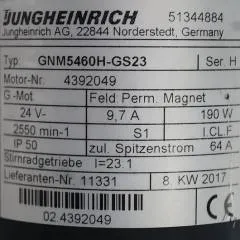 JUNGHEINRICH 51344884
Jungheinrich AG, 22844 Norderstedt, Germany
Typ: GNM5460H-GS23 Ser. H
Motor-Nr. 4392049
G -Mot. Feld Perm. Magnet
24 V- 9,7 A 190 W
2550 min-1 S1 I.CL.F
IP 50 zul. Spitzenstrom 64 A
Stirnradgetriebe I=23.1
Lieferanten-Nr. 11331 8. KW 2017
02 4392049